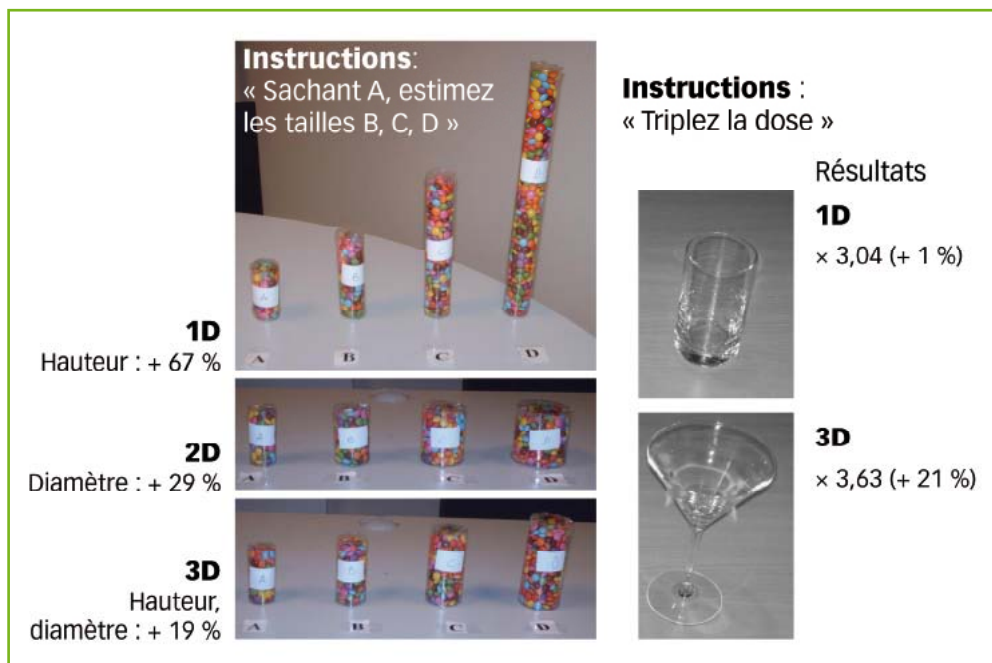 Instructions:
« Sachant A, estimez
les tailles B, C, D »
1D
Hauteur : + 67 %
A
B
C
D
2D
Diamètre : + 29 %
A
B
C
D
3D
Hauteur,
diamètre : + 19 %
A
B
C
D
Instructions :
« Triplez la dose »
Résultats
1D
× 3,04 (+ 1 %)
3D
× 3,63 (+ 21 %)